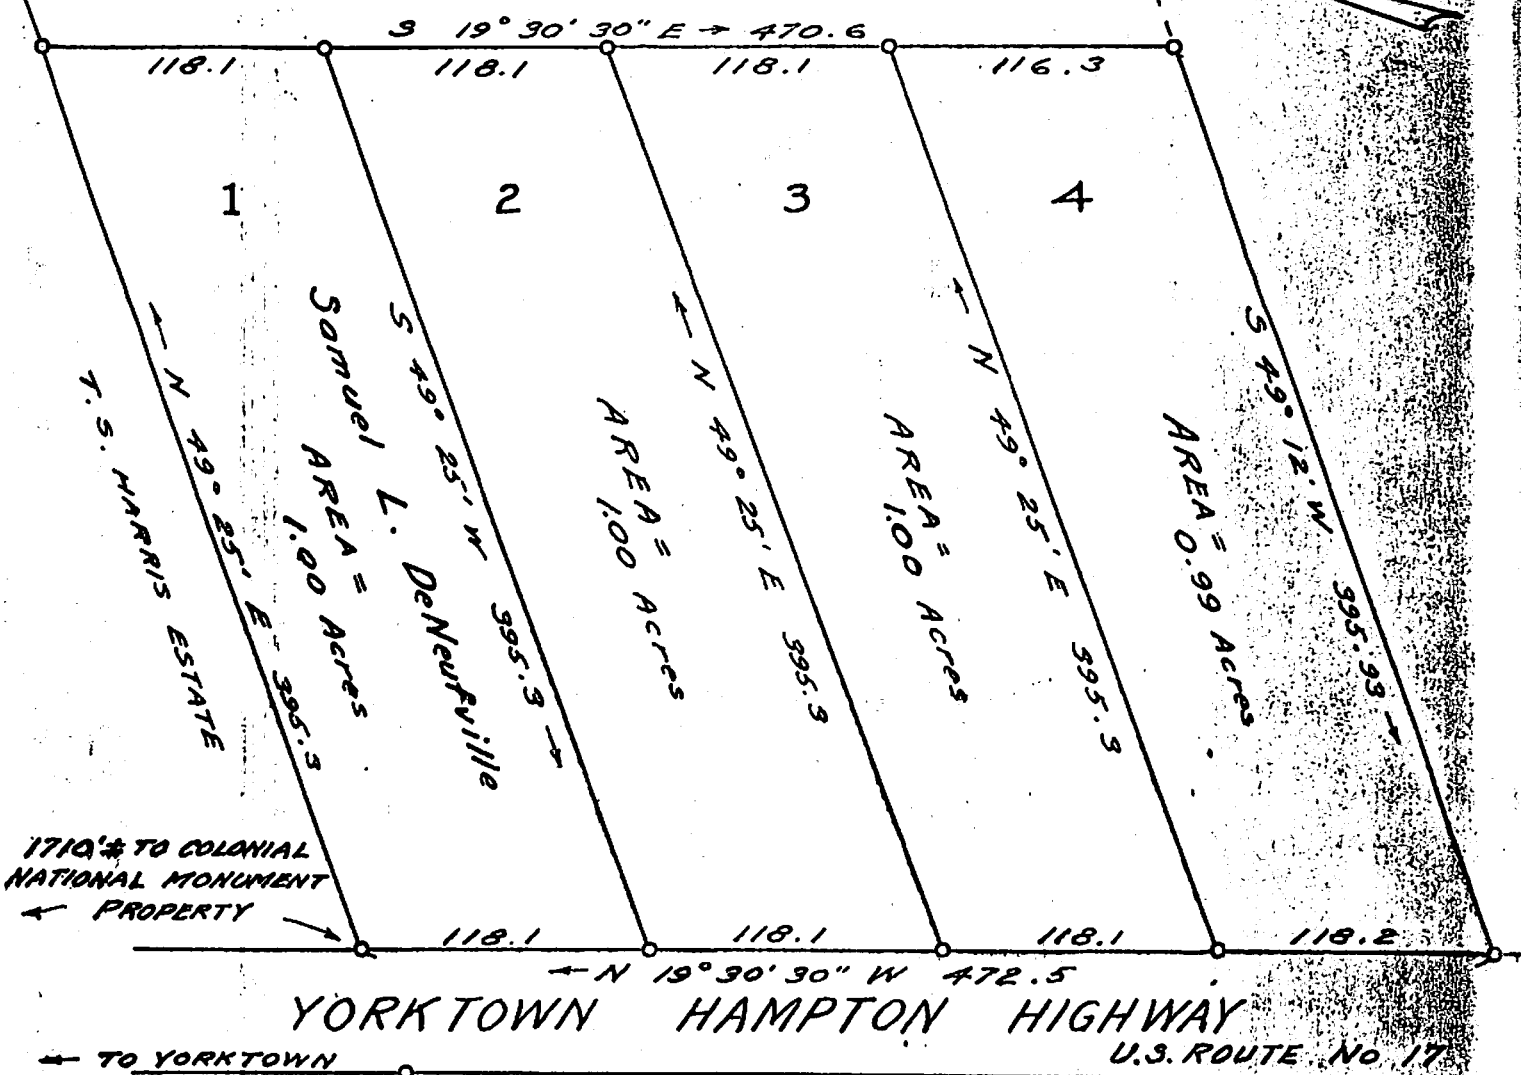 S 19° 30' 30" E → 470.6
118.1 118.1 118.1 116.3
1 2 3 4
T. S. HARRIS ESTATE
← N 49° 25' E 395.3
Samuel L. DeNeufville
AREA =
1.00 Acres
S 49° 25' W 395.3 →
AREA =
1.00 Acres
← N 49° 25' E 395.3
AREA =
1.00 Acres
← N 49° 25' E 395.3
AREA =
0.99 Acres
S 49° 12' W 395.93 →
1710'± TO COLONIAL
NATIONAL MONUMENT
← PROPERTY
118.1 118.1 118.1 118.2
← N 19° 30' 30" W 472.5
YORKTOWN HAMPTON HIGHWAY
← TO YORKTOWN
U.S. ROUTE No 17